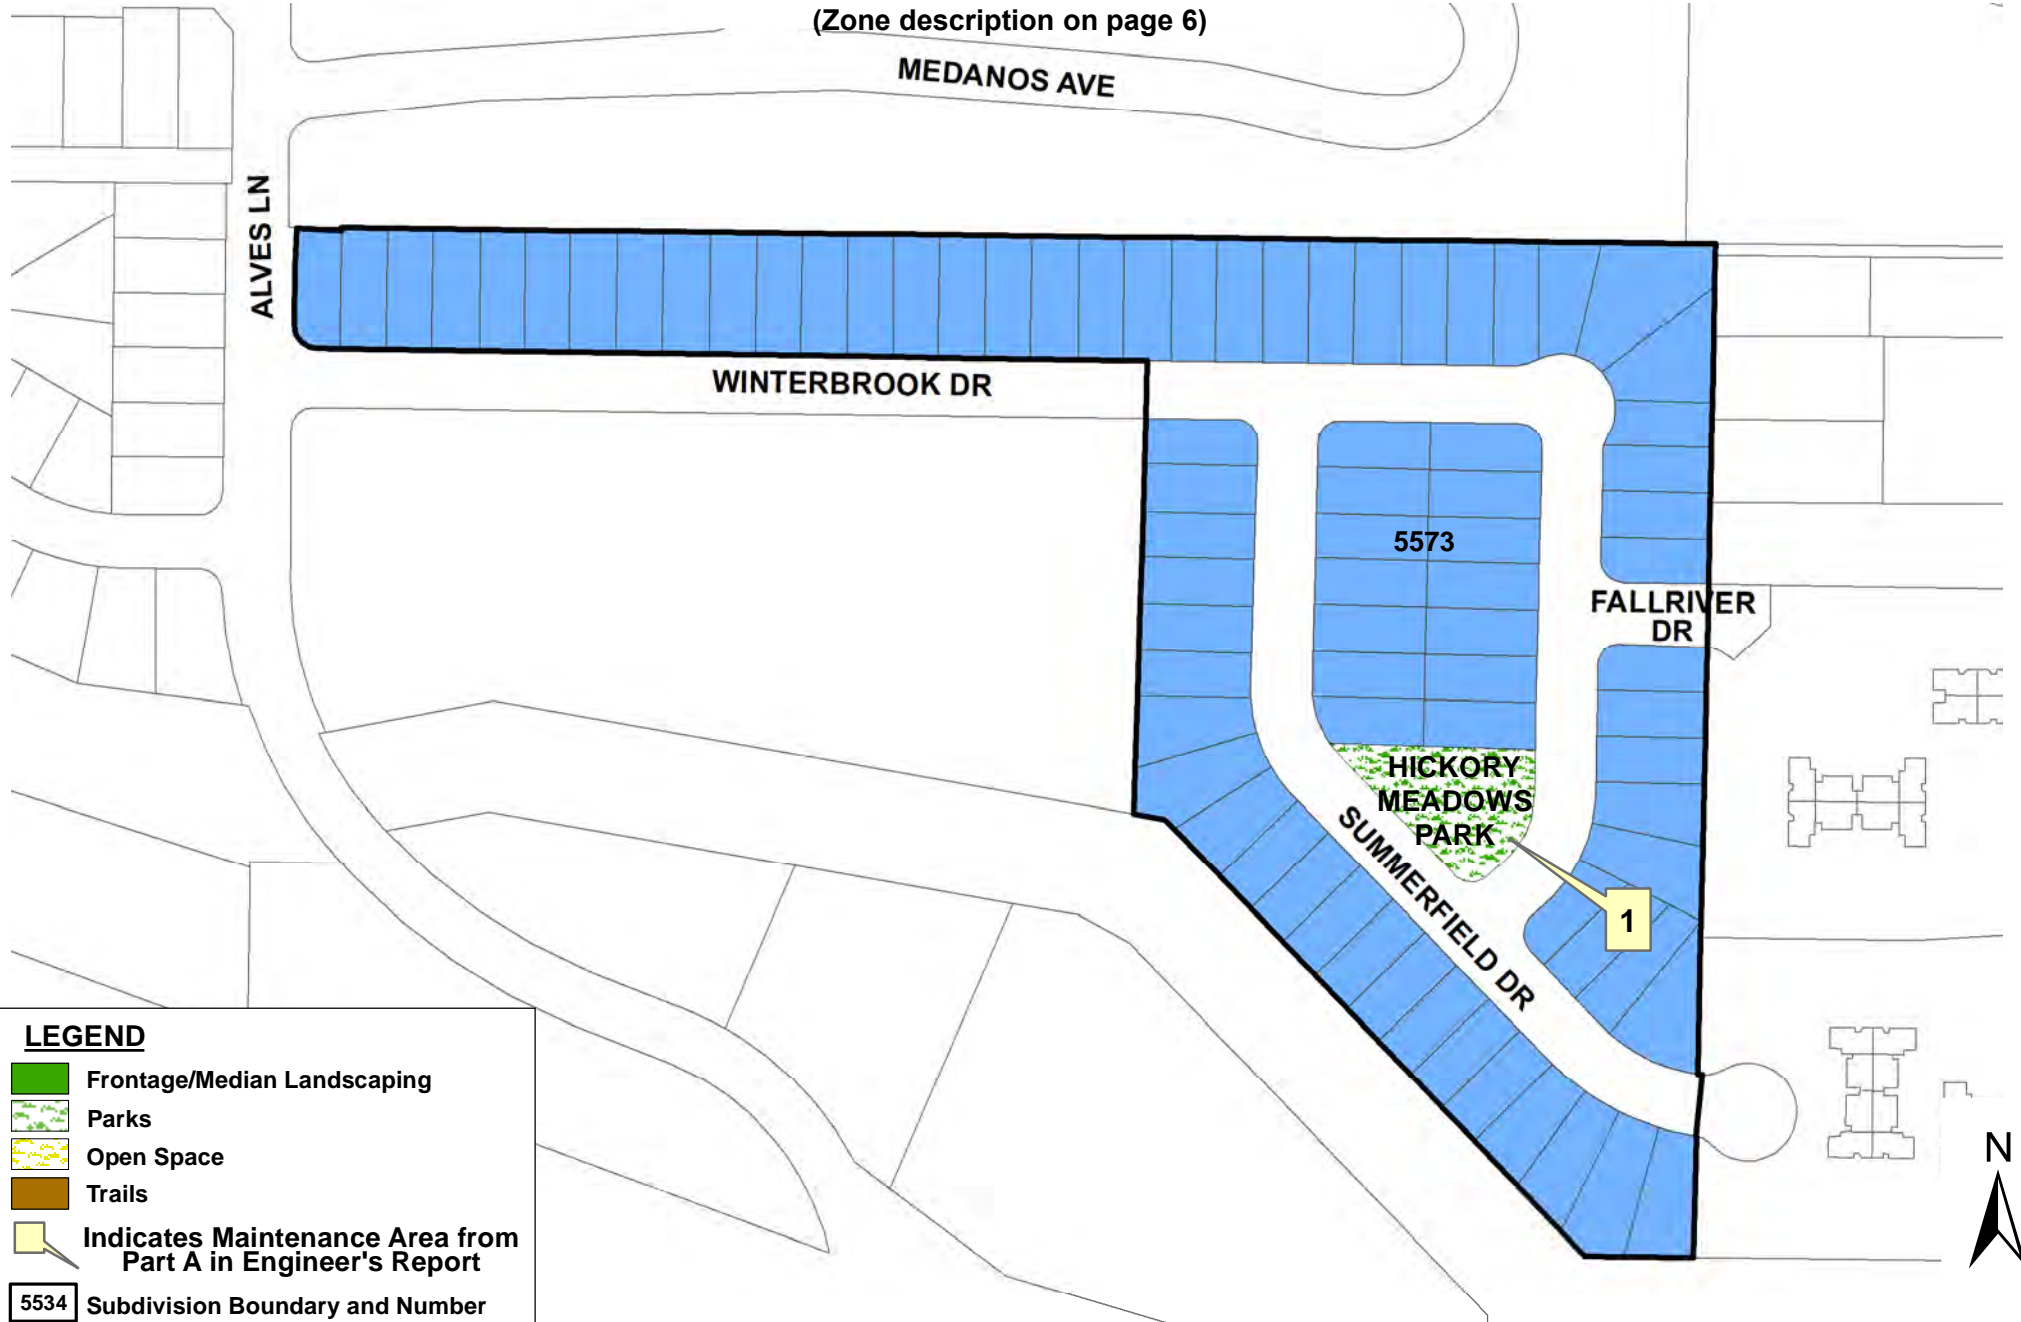 (Zone description on page 6)
MEDANOS AVE
ALVES LN
WINTERBROOK DR
5573
FALLRIVER
DR
HICKORY
MEADOWS
PARK
SUMMERFIELD DR
1
LEGEND
Frontage/Median Landscaping
Parks
Open Space
Trails
Indicates Maintenance Area from
Part A in Engineer's Report
5534 Subdivision Boundary and Number
N